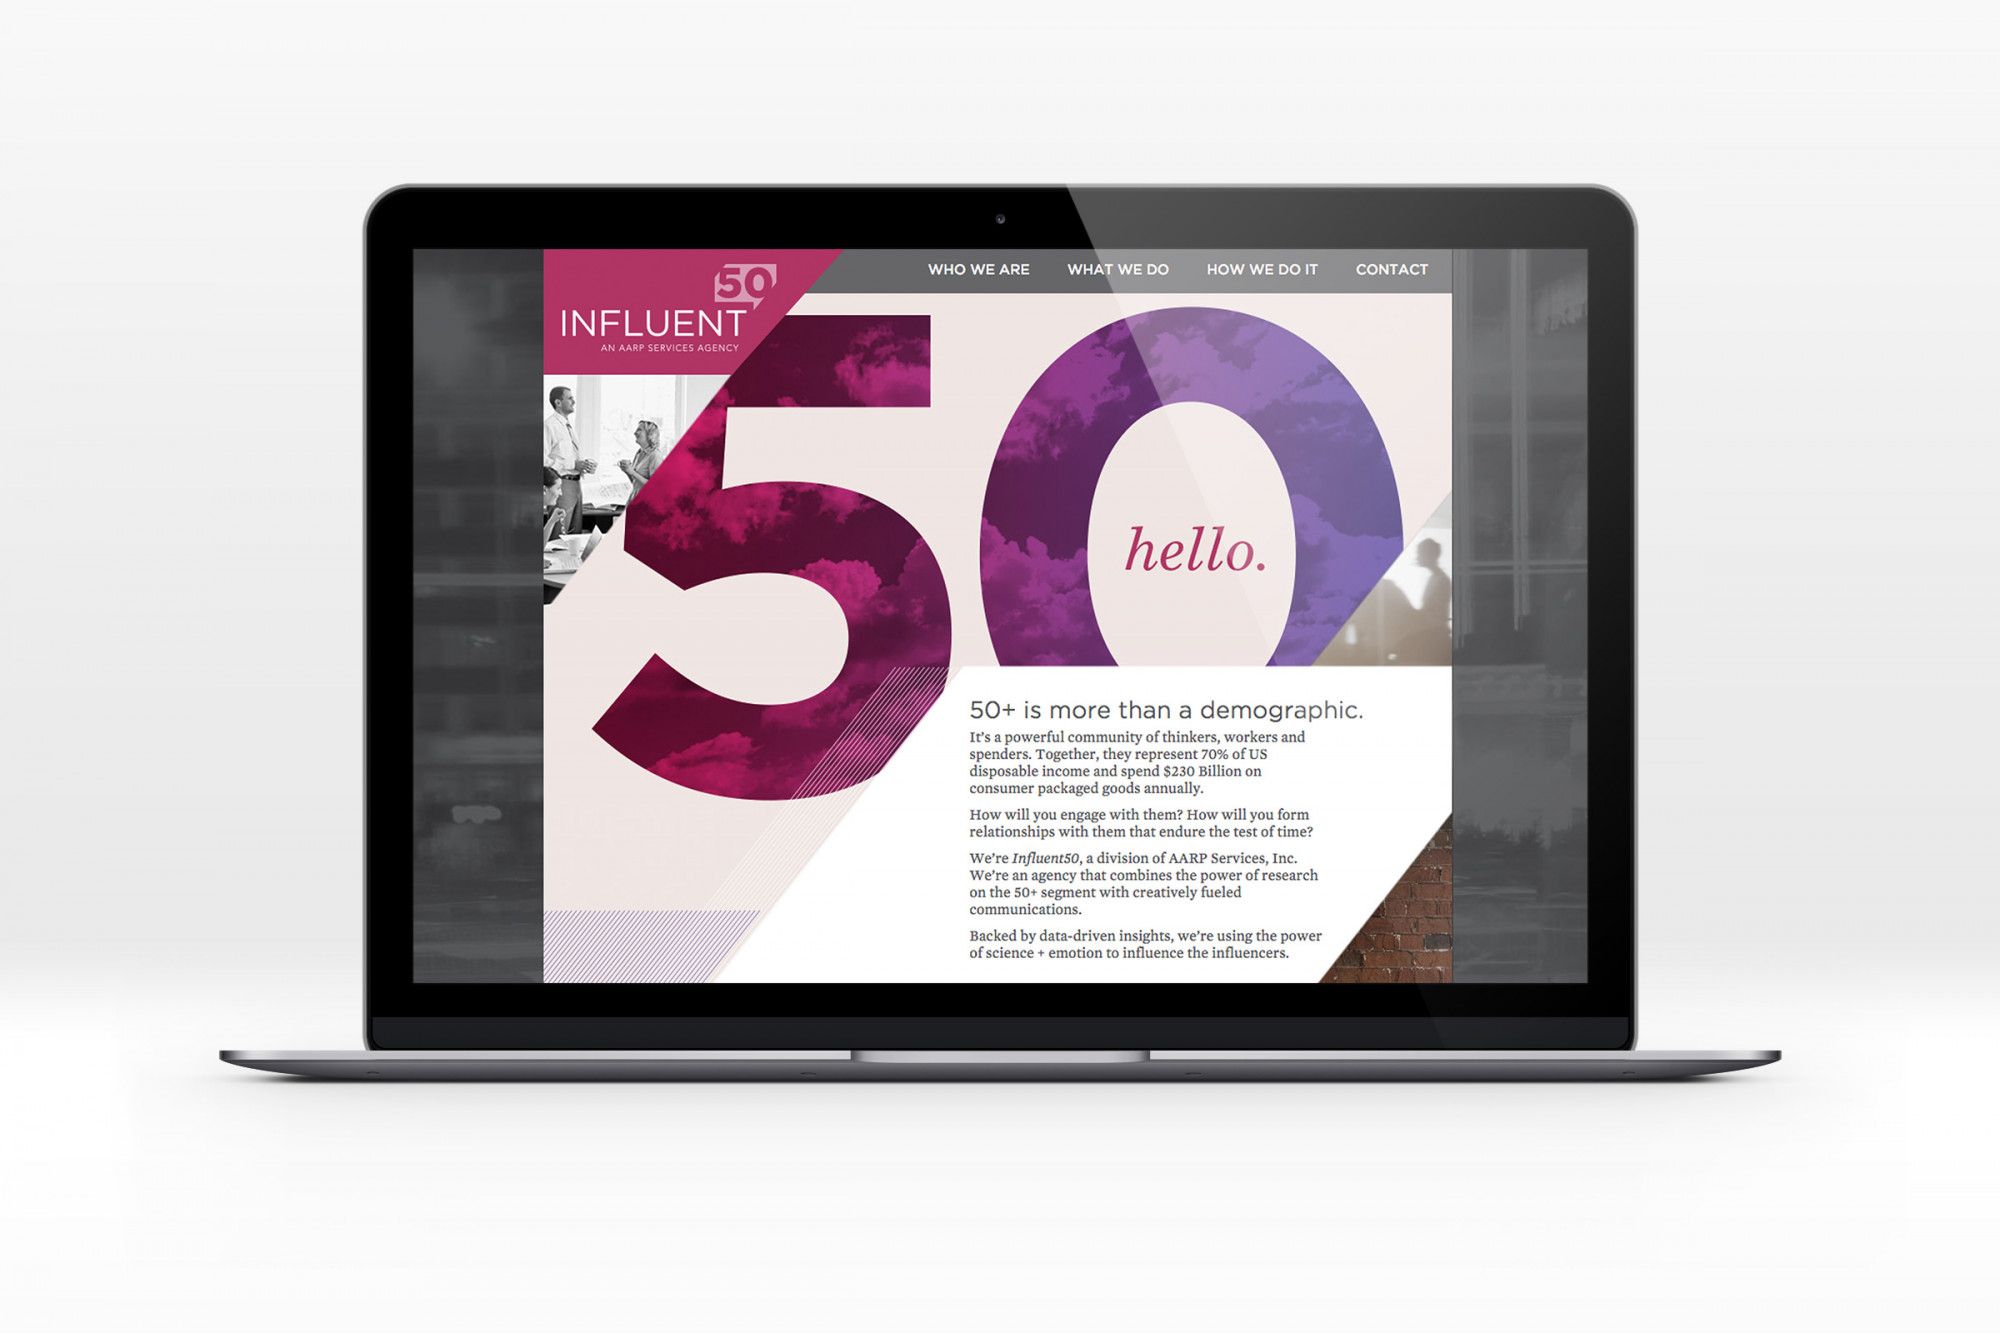 50
INFLUENT
AN AARP SERVICES AGENCY
WHO WE ARE
WHAT WE DO
HOW WE DO IT
CONTACT
50
hello.
50+ is more than a demographic.
It's a powerful community of thinkers, workers and
spenders. Together, they represent 70% of US
disposable income and spend $230 Billion on
consumer packaged goods annually.
How will you engage with them? How will you form
relationships with them that endure the test of time?
We're Influent50, a division of AARP Services, Inc.
We're an agency that combines the power of research
on the 50+ segment with creatively fueled
communications.
Backed by data-driven insights, we're using the power
of science + emotion to influence the influencers.